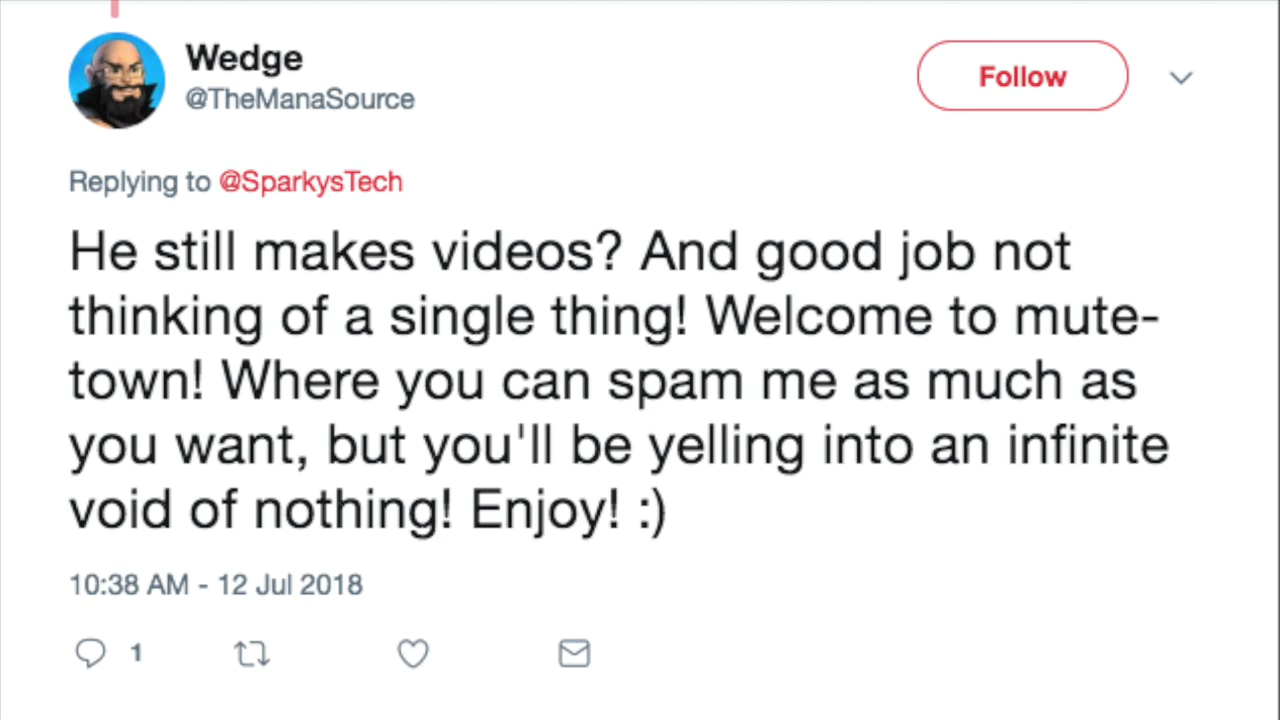 Wedge
@TheManaSource
Follow
Replying to @SparkysTech
He still makes videos? And good job not
thinking of a single thing! Welcome to mute-
town! Where you can spam me as much as
you want, but you'll be yelling into an infinite
void of nothing! Enjoy! :)
10:38 AM - 12 Jul 2018
1